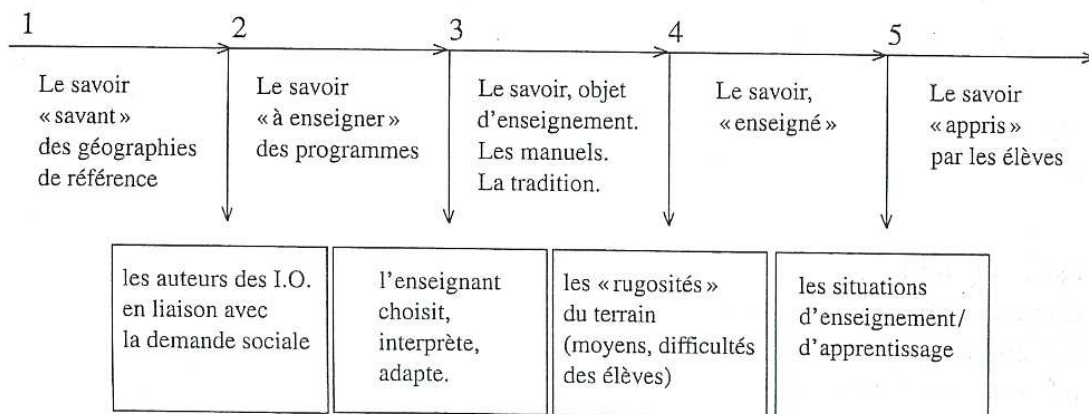 1
2
3
4
5
Le savoir
« savant »
des géographies
de référence
Le savoir
« à enseigner »
des programmes
Le savoir, objet
d'enseignement.
Les manuels.
La tradition.
Le savoir,
« enseigné »
Le savoir
« appris »
par les élèves
les auteurs des I.O.
en liaison avec
la demande sociale
l'enseignant
choisit,
interprète,
adapte.
les « rugosités »
du terrain
(moyens, difficultés
des élèves)
les situations
d'enseignement/
d'apprentissage